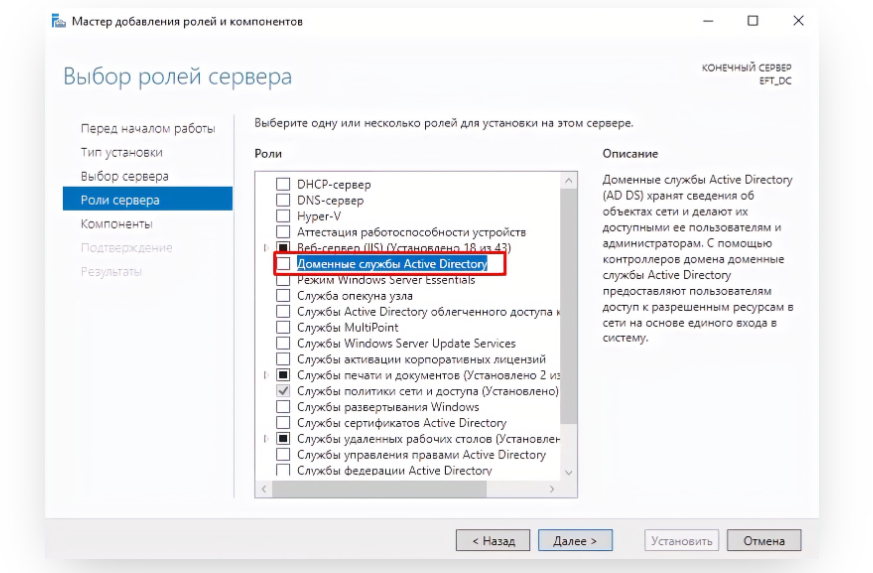 Мастер добавления ролей и компонентов
Выбор ролей сервера
КОНЕЧНЫЙ СЕРВЕР
EFT_DC
Перед началом работы
Тип установки
Выбор сервера
Роли сервера
Компоненты
Подтверждение
Результаты
Выберите одну или несколько ролей для установки на этом сервере.
Роли
DHCP-сервер
DNS-сервер
Hyper-V
Аттестация работоспособности устройств
Веб-сервер (IIS) (Установлено 18 из 43)
Доменные службы Active Directory
Режим Windows Server Essentials
Служба опекуна узла
Службы Active Directory облегченного доступа к
Службы MultiPoint
Службы Windows Server Update Services
Службы активации корпоративных лицензий
Службы печати и документов (Установлено 2 из
Службы политики сети и доступа (Установлено)
Службы развертывания Windows
Службы сертификатов Active Directory
Службы удаленных рабочих столов (Установлен
Службы управления правами Active Directory
Службы федерации Active Directory
Описание
Доменные службы Active Directory
(AD DS) хранят сведения об
объектах сети и делают их
доступными ее пользователям и
администраторам. С помощью
контроллеров домена доменные
службы Active Directory
предоставляют пользователям
доступ к разрешенным ресурсам в
сети на основе единого входа в
систему.
< Назад
Далее >
Установить
Отмена